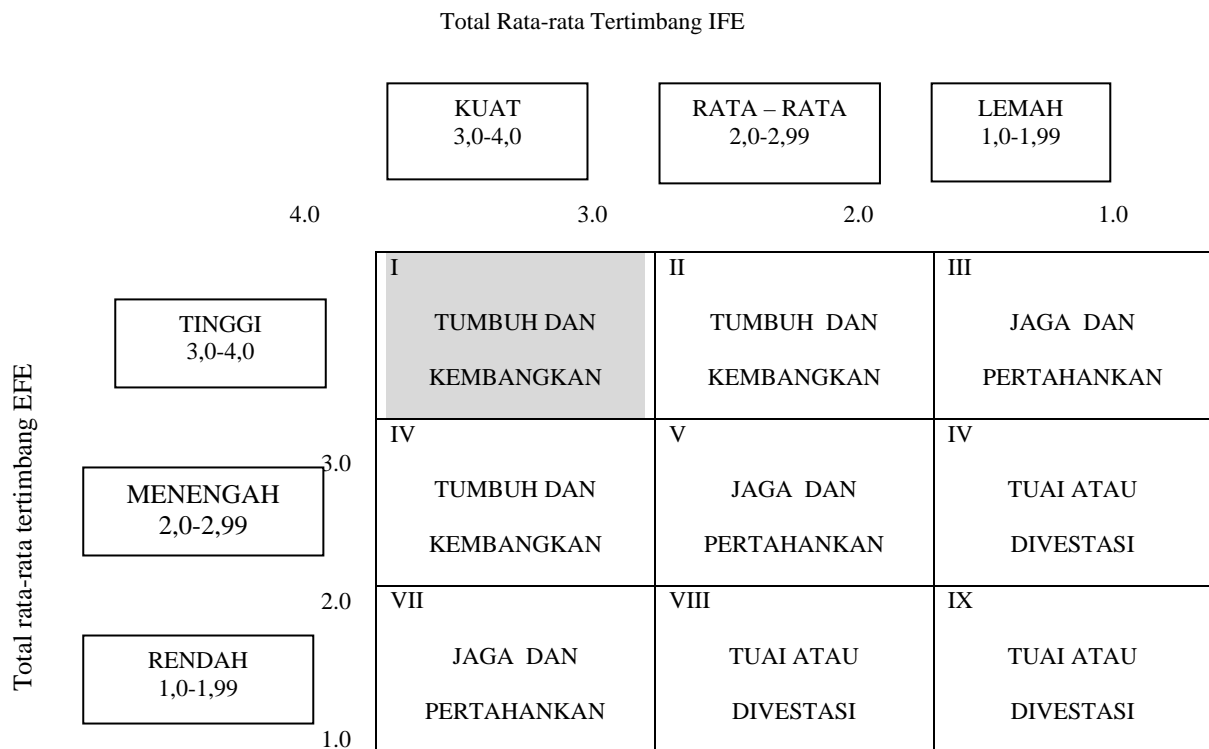 Total Rata-rata Tertimbang IFE
KUAT
3,0-4,0
RATA – RATA
2,0-2,99
LEMAH
1,0-1,99
4.0
3.0
2.0
1.0
Total rata-rata tertimbang EFE
TINGGI
3,0-4,0
I
TUMBUH DAN
KEMBANGKAN
II
TUMBUH DAN
KEMBANGKAN
III
JAGA DAN
PERTAHANKAN
3.0
MENENGAH
2,0-2,99
IV
TUMBUH DAN
KEMBANGKAN
V
JAGA DAN
PERTAHANKAN
IV
TUAI ATAU
DIVESTASI
2.0
RENDAH
1,0-1,99
VII
JAGA DAN
PERTAHANKAN
VIII
TUAI ATAU
DIVESTASI
IX
TUAI ATAU
DIVESTASI
1.0